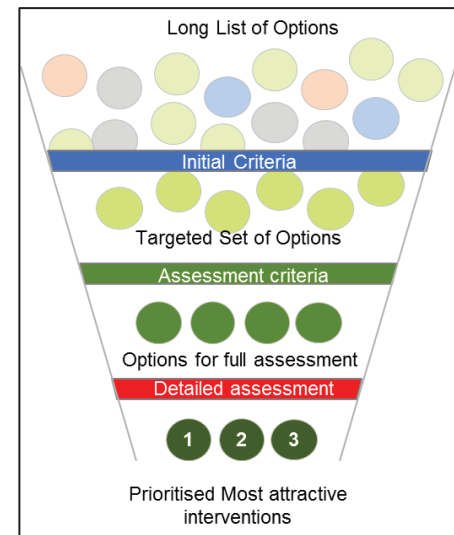 Long List of Options
Initial Criteria
Targeted Set of Options
Assessment criteria
Options for full assessment
Detailed assessment
1 2 3
Prioritised Most attractive
interventions